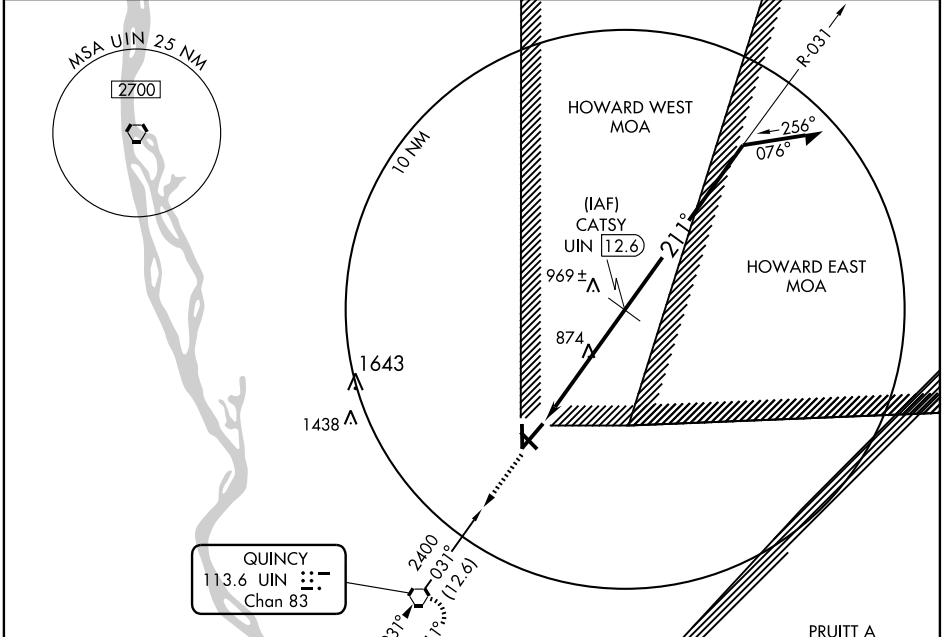 MSA UIN 25 NM
2700
10 NM
HOWARD WEST
MOA
R-031
256°
076°
(IAF)
CATSY
UIN 12.6
211°
969 ±
HOWARD EAST
MOA
874
1643
1438
QUINCY
113.6 UIN
Chan 83
2400
031°
(12.6)
PRUITT A